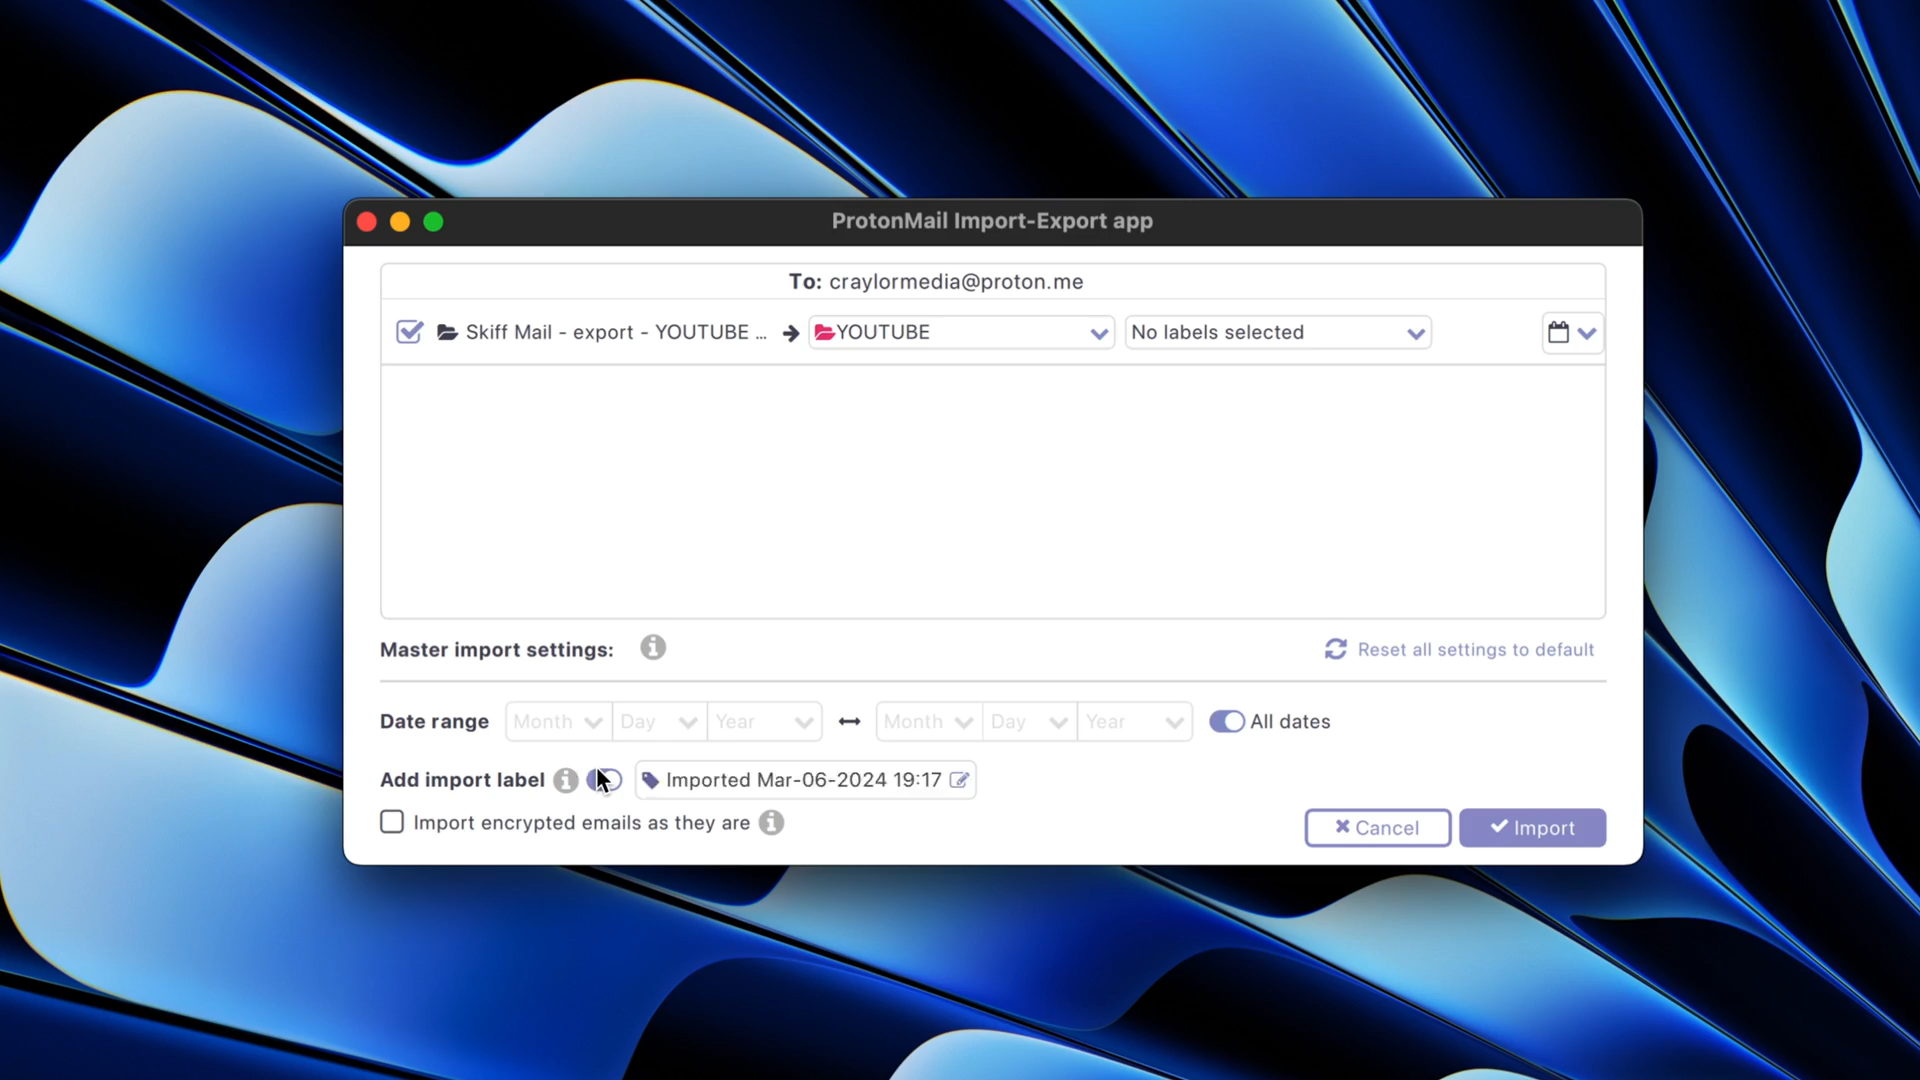 ProtonMail Import-Export app
To: craylormedia@proton.me
Skiff Mail - export - YOUTUBE ... YOUTUBE No labels selected
Master import settings: Reset all settings to default
Date range Month Day Year Month Day Year All dates
Add import label Imported Mar-06-2024 19:17
Import encrypted emails as they are
Cancel Import